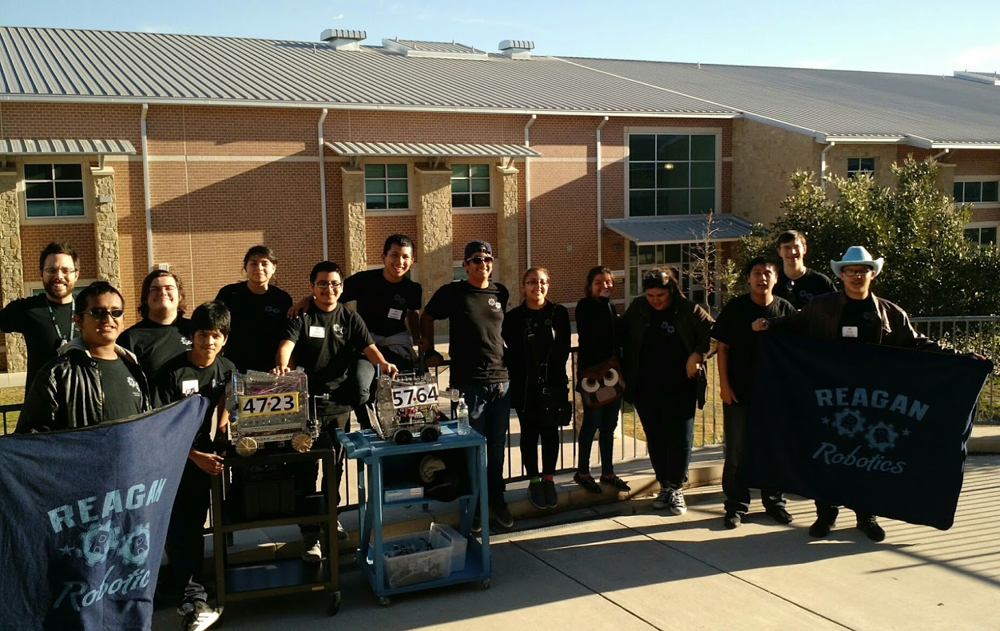 4723
5764
REAGAN
R R
Robotic
REAGAN
R R
Robotics